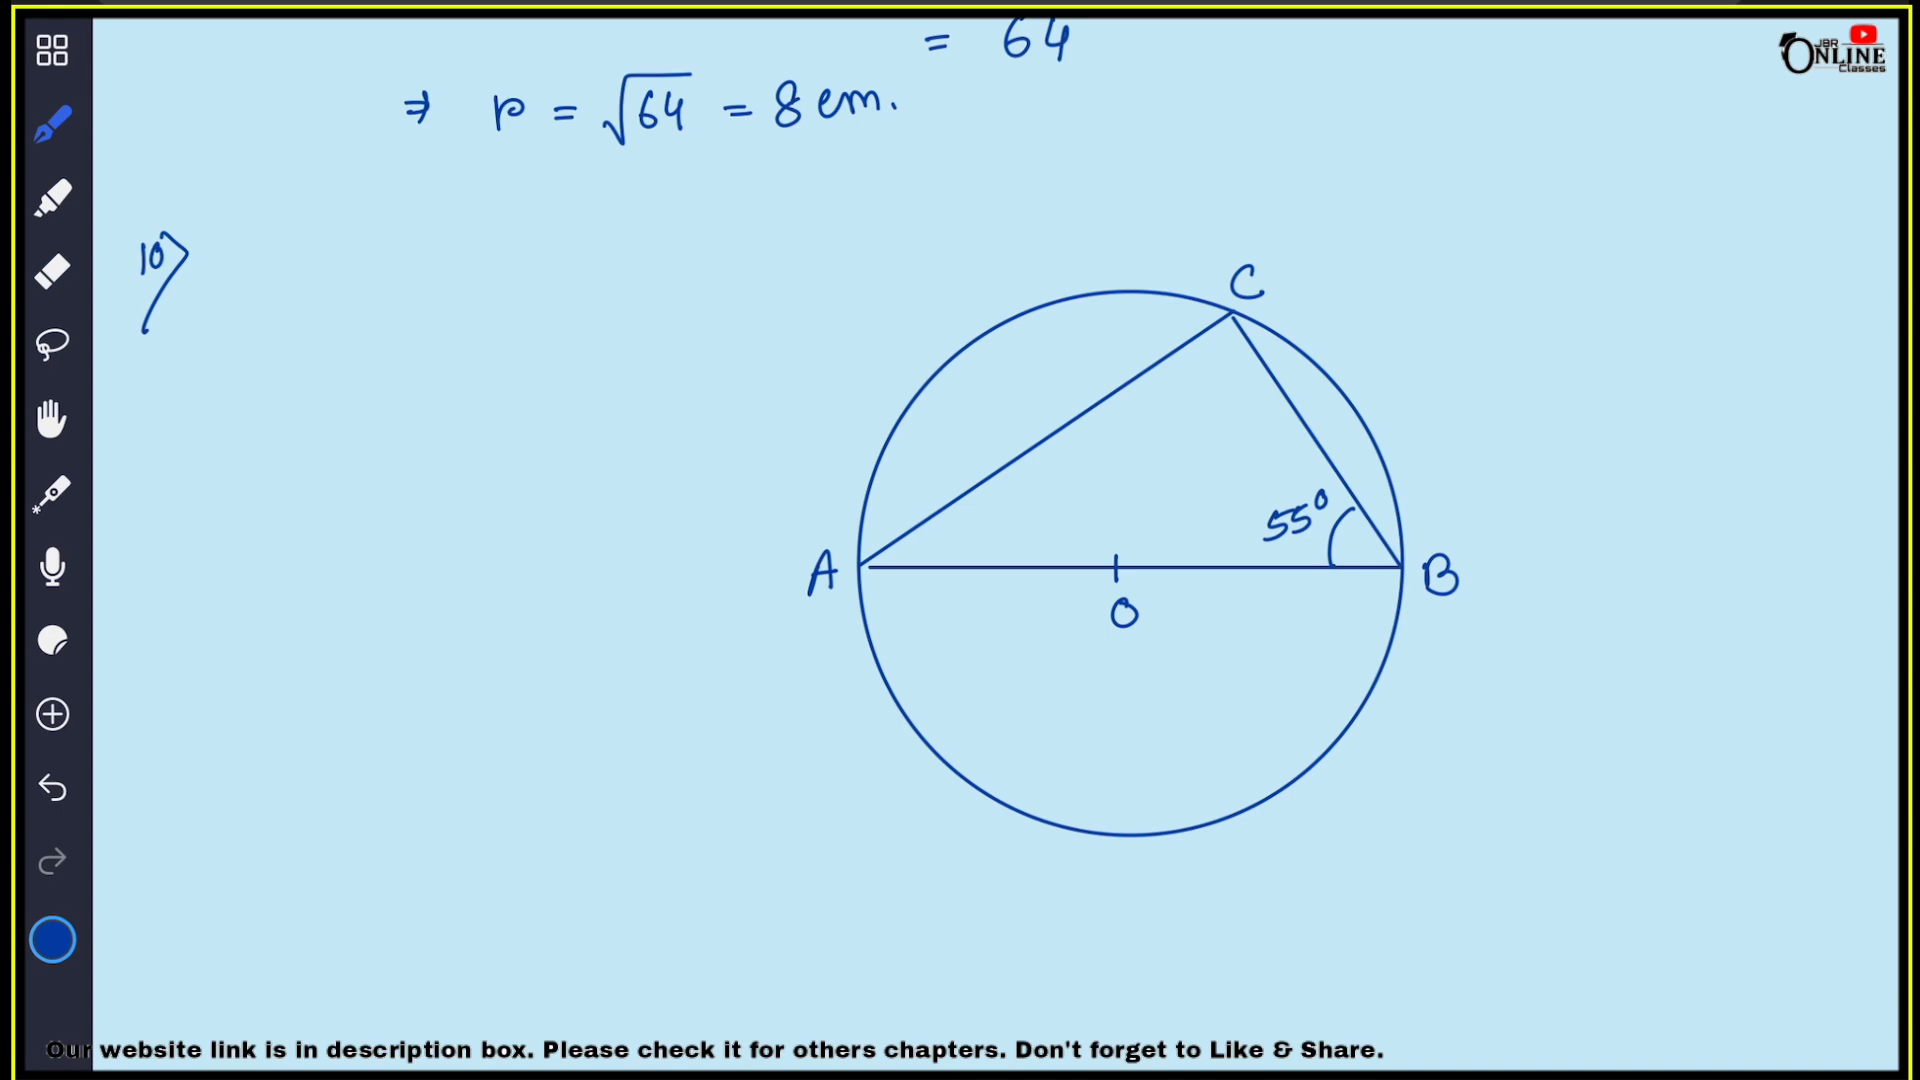 = 64
JBR
ONLINE
Classes
⇒ r = √64 = 8 cm.
10>
C
55°
A
B
O
Our website link is in description box. Please check it for others chapters. Don't forget to Like & Share.